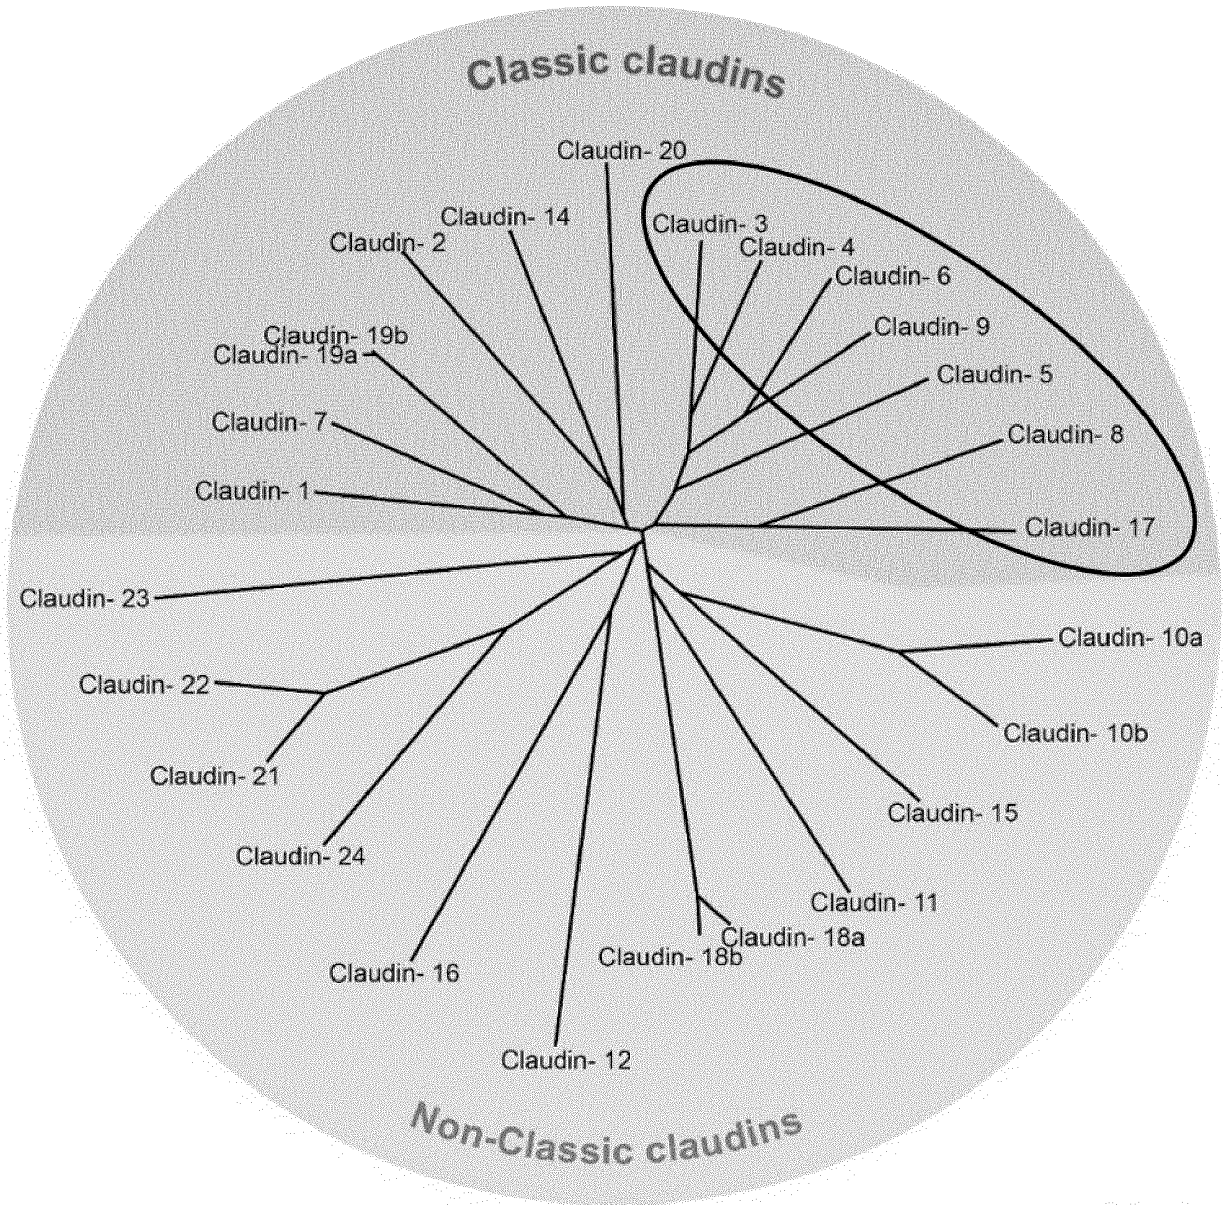 Classic claudins
Claudin- 20
Claudin- 14
Claudin- 3
Claudin- 2
Claudin- 4
Claudin- 6
Claudin- 9
Claudin- 19b
Claudin- 19a
Claudin- 5
Claudin- 7
Claudin- 8
Claudin- 1
Claudin- 17
Claudin- 23
Claudin- 10a
Claudin- 22
Claudin- 10b
Claudin- 21
Claudin- 15
Claudin- 24
Claudin- 11
Claudin- 18a
Claudin- 18b
Claudin- 16
Claudin- 12
Non-Classic claudins